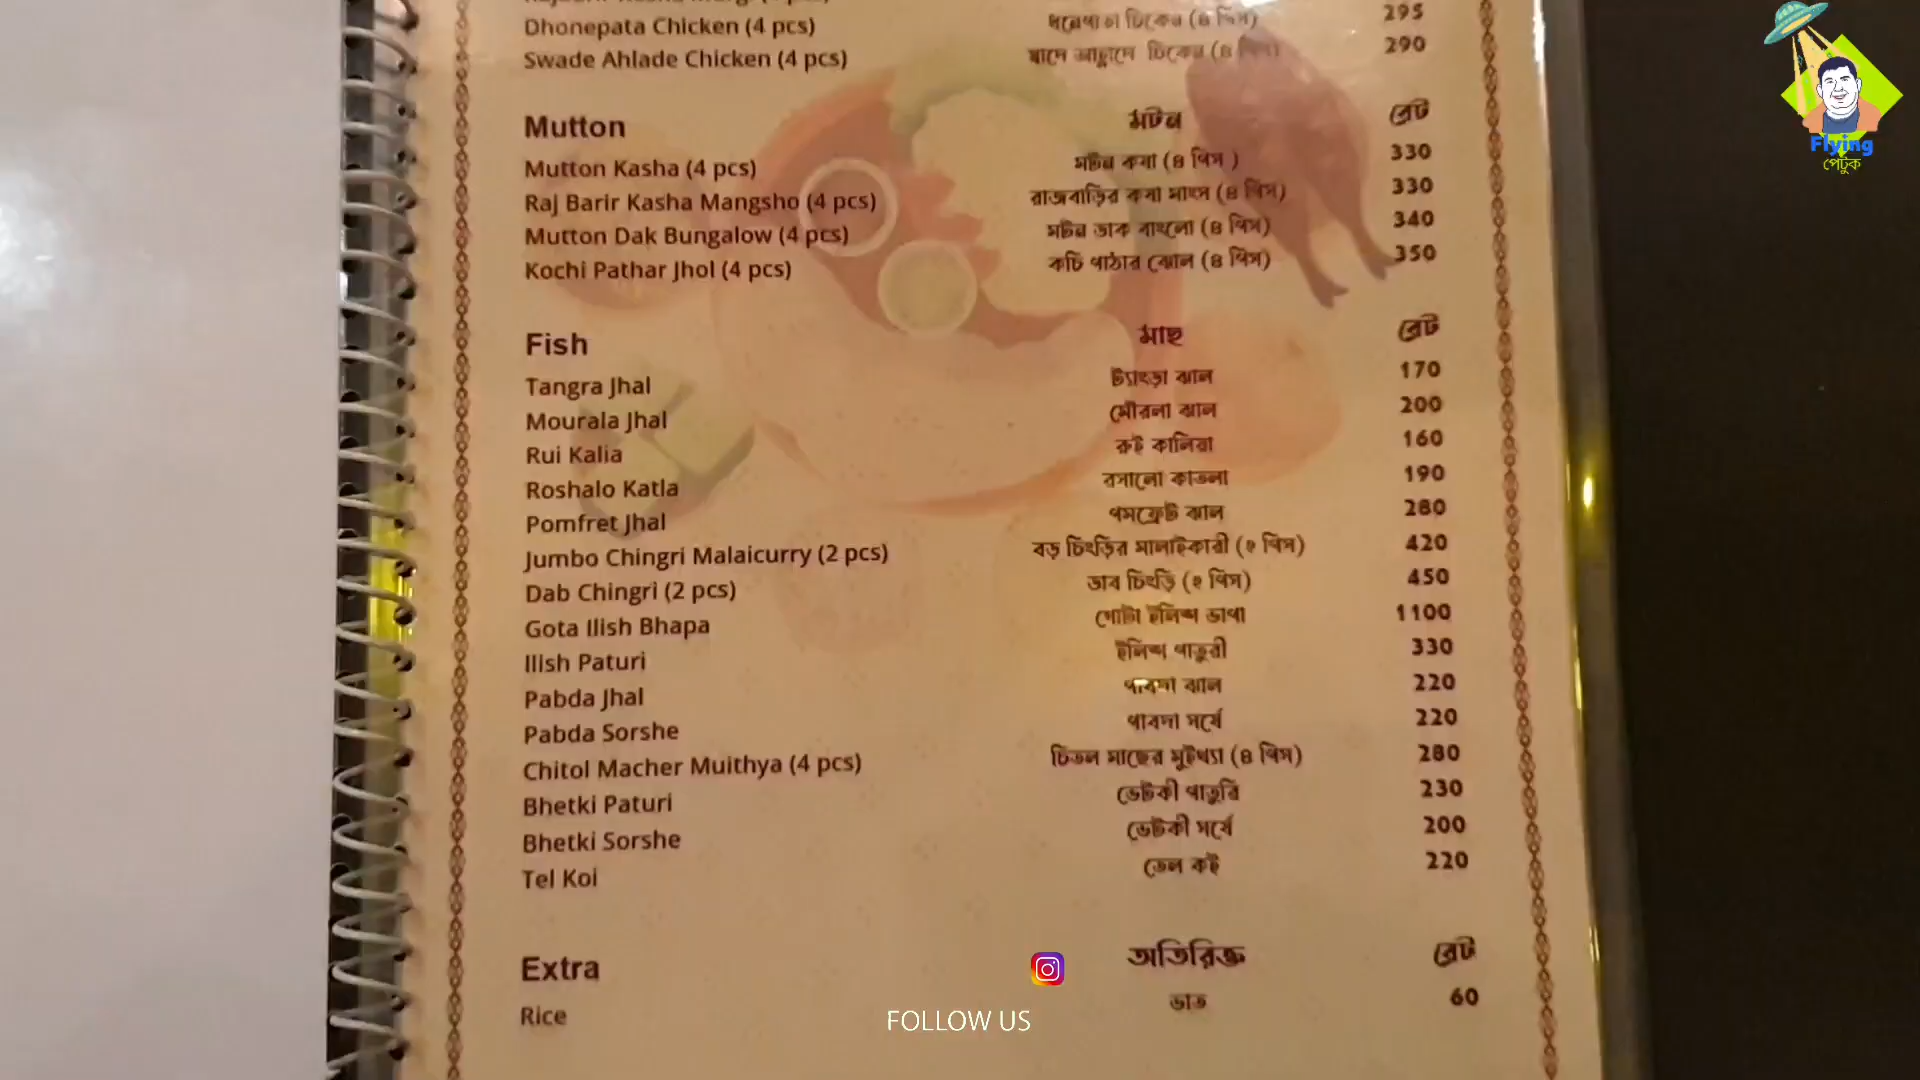 Dhonepata Chicken (4 pcs) ধনেপাতা চিকেন (৪ পিস) 295
Swade Ahlade Chicken (4 pcs) স্বাদে আহ্লাদে চিকেন (৪ পিস) 290
Mutton মটন রেট
Mutton Kasha (4 pcs) মটন কষা (৪ পিস ) 330
Raj Barir Kasha Mangsho (4 pcs) রাজবাড়ির কষা মাংস (৪ পিস) 330
Mutton Dak Bungalow (4 pcs) মটন ডাক বাংলো (৪ পিস) 340
Kochi Pathar Jhol (4 pcs) কচি পাঠার ঝোল (৪ পিস) 350
Fish মাছ রেট
Tangra Jhal ট্যাংড়া ঝাল 170
Mourala Jhal মৌরলা ঝাল 200
Rui Kalia রুই কালিয়া 160
Roshalo Katla রসালো কাতলা 190
Pomfret Jhal পমফ্রেট ঝাল 280
Jumbo Chingri Malaicurry (2 pcs) বড় চিংড়ির মালাইকারী (২ পিস) 420
Dab Chingri (2 pcs) ডাব চিংড়ি (২ পিস) 450
Gota Ilish Bhapa গোটা ইলিশ ভাপা 1100
Ilish Paturi ইলিশ পাতুরী 330
Pabda Jhal পাবদা ঝাল 220
Pabda Sorshe পাবদা সর্ষে 220
Chitol Macher Muithya (4 pcs) চিতল মাছের মুইথ্যা (৪ পিস) 280
Bhetki Paturi ভেটকী পাতুরি 230
Bhetki Sorshe ভেটকী সর্ষে 200
Tel Koi তেল কই 220
Extra অতিরিক্ত রেট
Rice ভাত 60
FOLLOW US
Flying
পেটুক